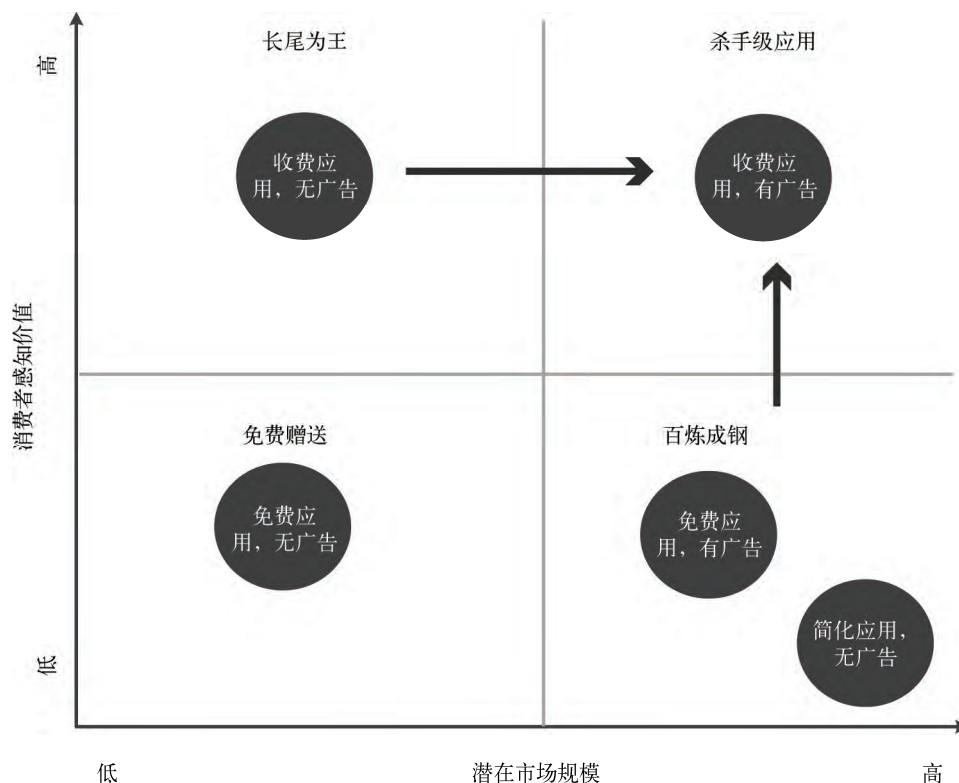 长尾为王
杀手级应用
高
收费应
用，无广告
收费应
用，有广告
消费者感知价值
免费赠送
百炼成钢
免费应
用，无广告
免费应
用，有广告
简化应用，
无广告
低
低
潜在市场规模
高